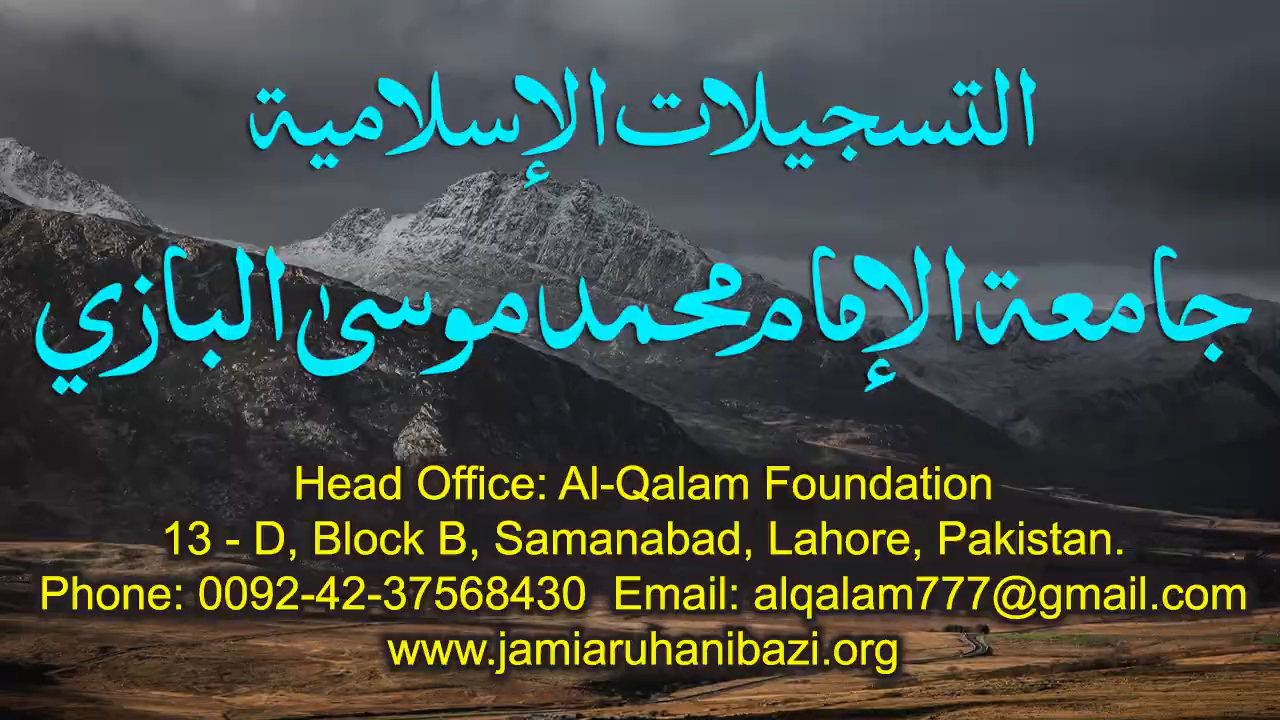 التسجيلات الإسلامية
جامعة الإمام محمد موسىٰ البازي
Head Office: Al-Qalam Foundation
13 - D, Block B, Samanabad, Lahore, Pakistan.
Phone: 0092-42-37568430  Email: alqalam777@gmail.com
www.jamiaruhanibazi.org